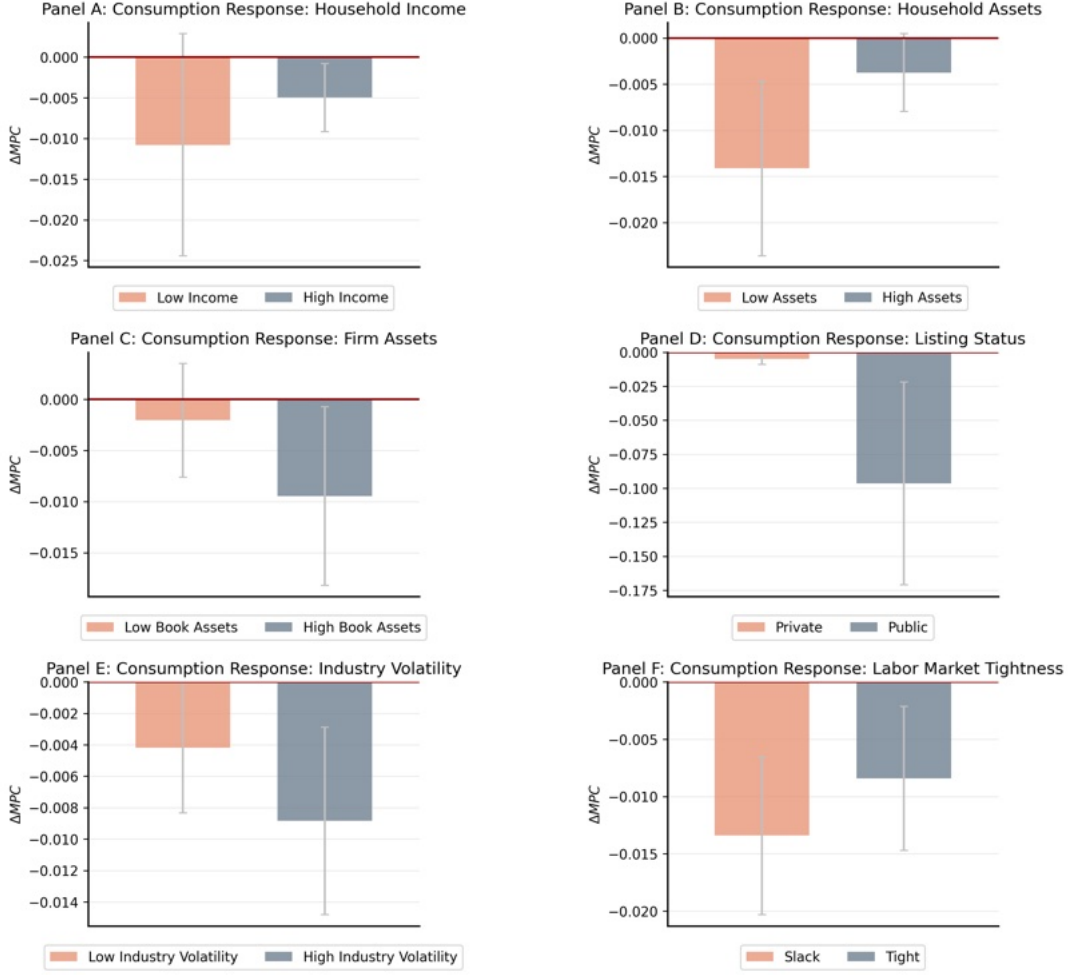 Panel A: Consumption Response: Household Income
0.000
−0.005
−0.010
−0.015
−0.020
−0.025
ΔMPC
Low Income High Income
Panel B: Consumption Response: Household Assets
0.000
−0.005
−0.010
−0.015
−0.020
ΔMPC
Low Assets High Assets
Panel C: Consumption Response: Firm Assets
0.000
−0.005
−0.010
−0.015
ΔMPC
Low Book Assets High Book Assets
Panel D: Consumption Response: Listing Status
0.000
−0.025
−0.050
−0.075
−0.100
−0.125
−0.150
−0.175
ΔMPC
Private Public
Panel E: Consumption Response: Industry Volatility
0.000
−0.002
−0.004
−0.006
−0.008
−0.010
−0.012
−0.014
ΔMPC
Low Industry Volatility High Industry Volatility
Panel F: Consumption Response: Labor Market Tightness
0.000
−0.005
−0.010
−0.015
−0.020
ΔMPC
Slack Tight